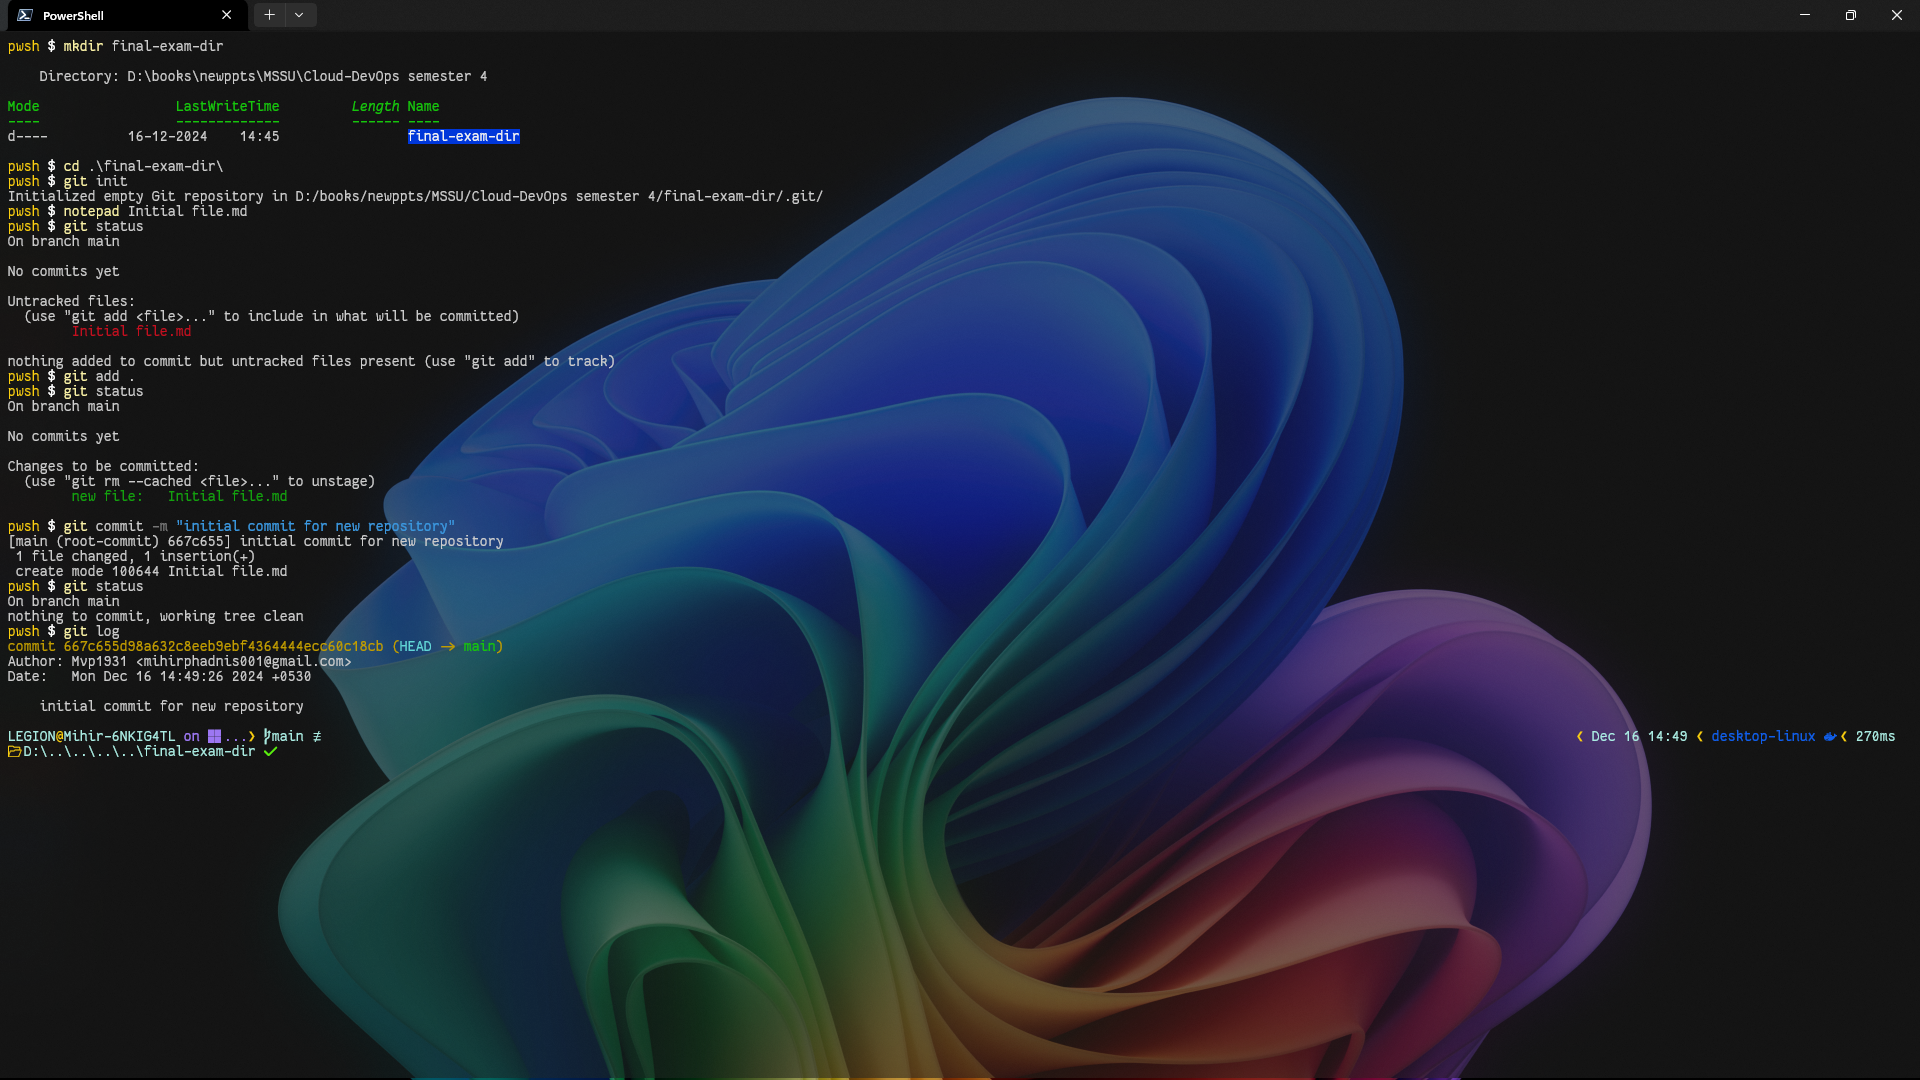 PowerShell
pwsh $ mkdir final-exam-dir
Directory: D:\books\newppts\MSSU\Cloud-DevOps semester 4
Mode                 LastWriteTime         Length Name
----                 -------------         ------ ----
d----          16-12-2024    14:45                final-exam-dir
pwsh $ cd .\final-exam-dir\
pwsh $ git init
Initialized empty Git repository in D:/books/newppts/MSSU/Cloud-DevOps semester 4/final-exam-dir/.git/
pwsh $ notepad Initial file.md
pwsh $ git status
On branch main
No commits yet
Untracked files:
  (use "git add <file>..." to include in what will be committed)
        Initial file.md
nothing added to commit but untracked files present (use "git add" to track)
pwsh $ git add .
pwsh $ git status
On branch main
No commits yet
Changes to be committed:
  (use "git rm --cached <file>..." to unstage)
        new file:   Initial file.md
pwsh $ git commit -m "initial commit for new repository"
[main (root-commit) 667c655] initial commit for new repository
 1 file changed, 1 insertion(+)
 create mode 100644 Initial file.md
pwsh $ git status
On branch main
nothing to commit, working tree clean
pwsh $ git log
commit 667c655d98a632c8eeb9ebf4364444ecc60c18cb (HEAD -> main)
Author: Mvp1931 <mihirphadnis001@gmail.com>
Date:   Mon Dec 16 14:49:26 2024 +0530
    initial commit for new repository
LEGION@Mihir-6NKIG4TL on ...❯ main ≢ ❮ Dec 16 14:49 ❮ desktop-linux ❮ 270ms
D:\..\..\..\..\final-exam-dir ✓